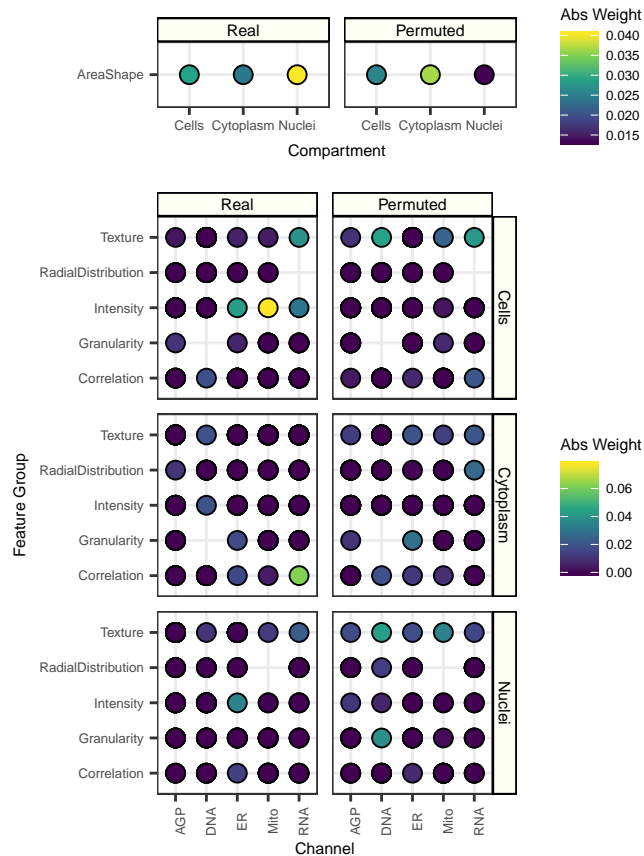 Real Permuted
AreaShape
Cells Cytoplasm Nuclei Cells Cytoplasm Nuclei
Compartment
Abs Weight
0.040
0.035
0.030
0.025
0.020
0.015
Real Permuted
Texture
RadialDistribution
Intensity
Granularity
Correlation
Cells
Texture
RadialDistribution
Intensity
Granularity
Correlation
Cytoplasm
Texture
RadialDistribution
Intensity
Granularity
Correlation
Nuclei
Feature Group
AGP DNA ER Mito RNA AGP DNA ER Mito RNA
Channel
Abs Weight
0.06
0.04
0.02
0.00